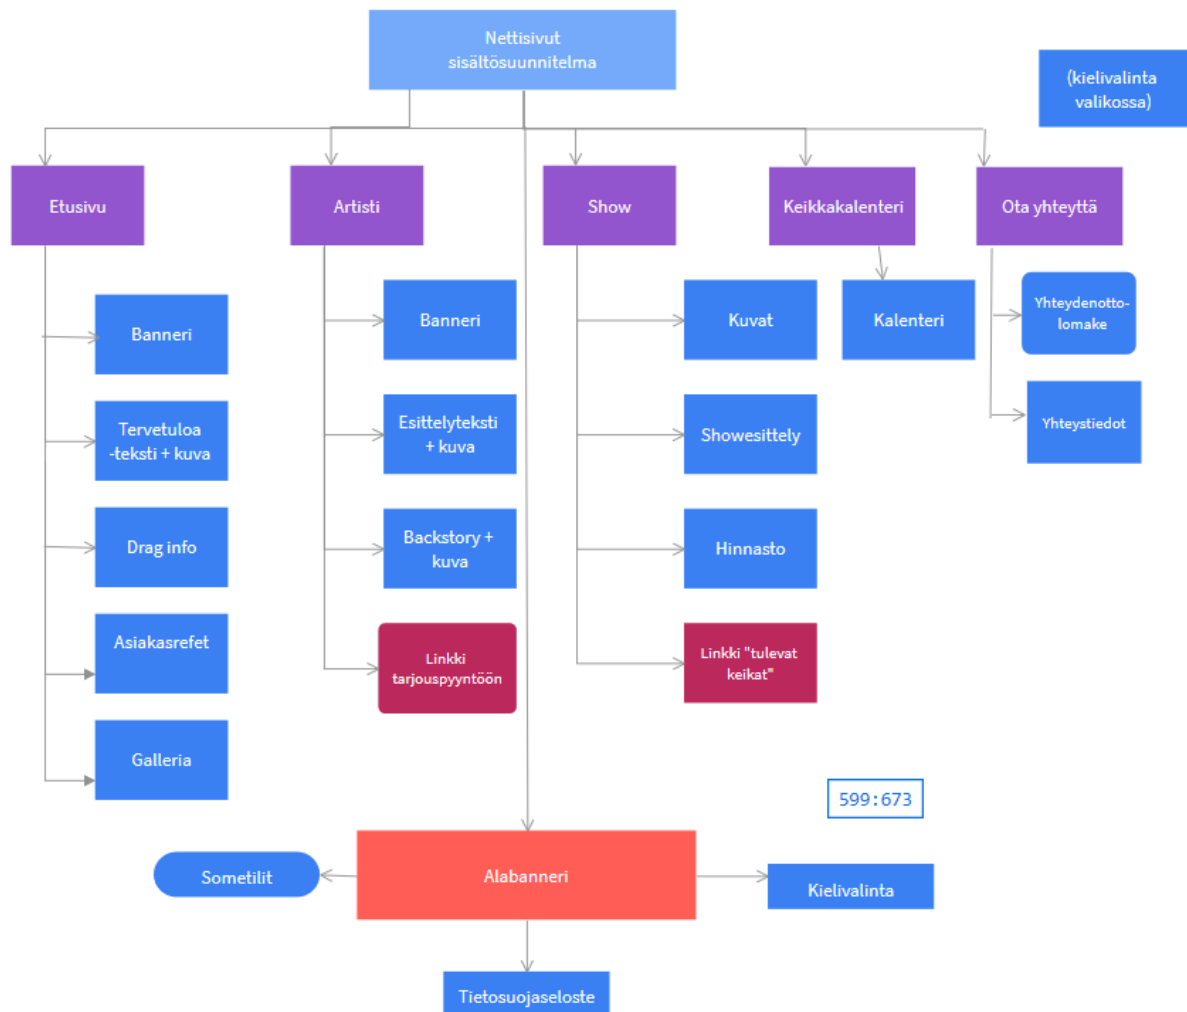 Nettisivut
sisältösuunnitelma
(kielivalinta
valikossa)
Etusivu
Artisti
Show
Keikkakalenteri
Ota yhteyttä
Banneri
Tervetuloa
-teksti + kuva
Drag info
Asiakasrefet
Galleria
Banneri
Esittelyteksti
+ kuva
Backstory +
kuva
Linkki
tarjouspyyntöön
Kuvat
Showesittely
Hinnasto
Linkki "tulevat
keikat"
Kalenteri
Yhteydenotto-
lomake
Yhteystiedot
599:673
Alabanneri
Sometilit
Kielivalinta
Tietosuojaseloste